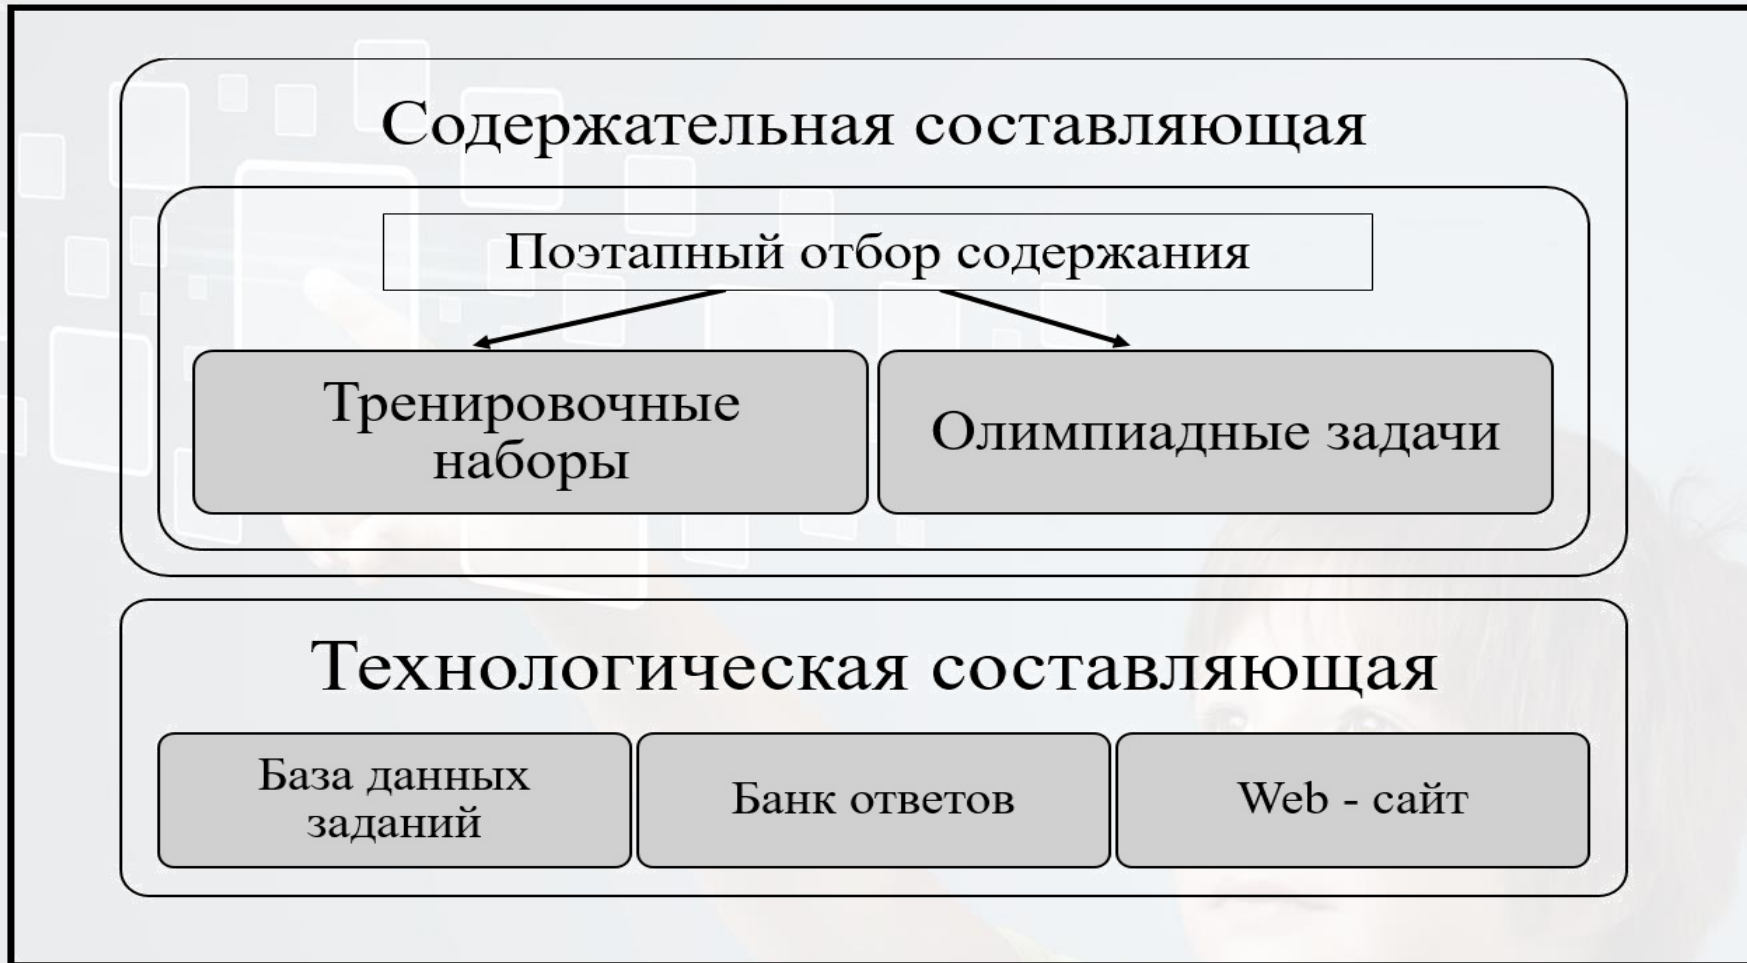 Содержательная составляющая
Поэтапный отбор содержания
Тренировочные
наборы
Олимпиадные задачи
Технологическая составляющая
База данных
заданий
Банк ответов
Web - сайт